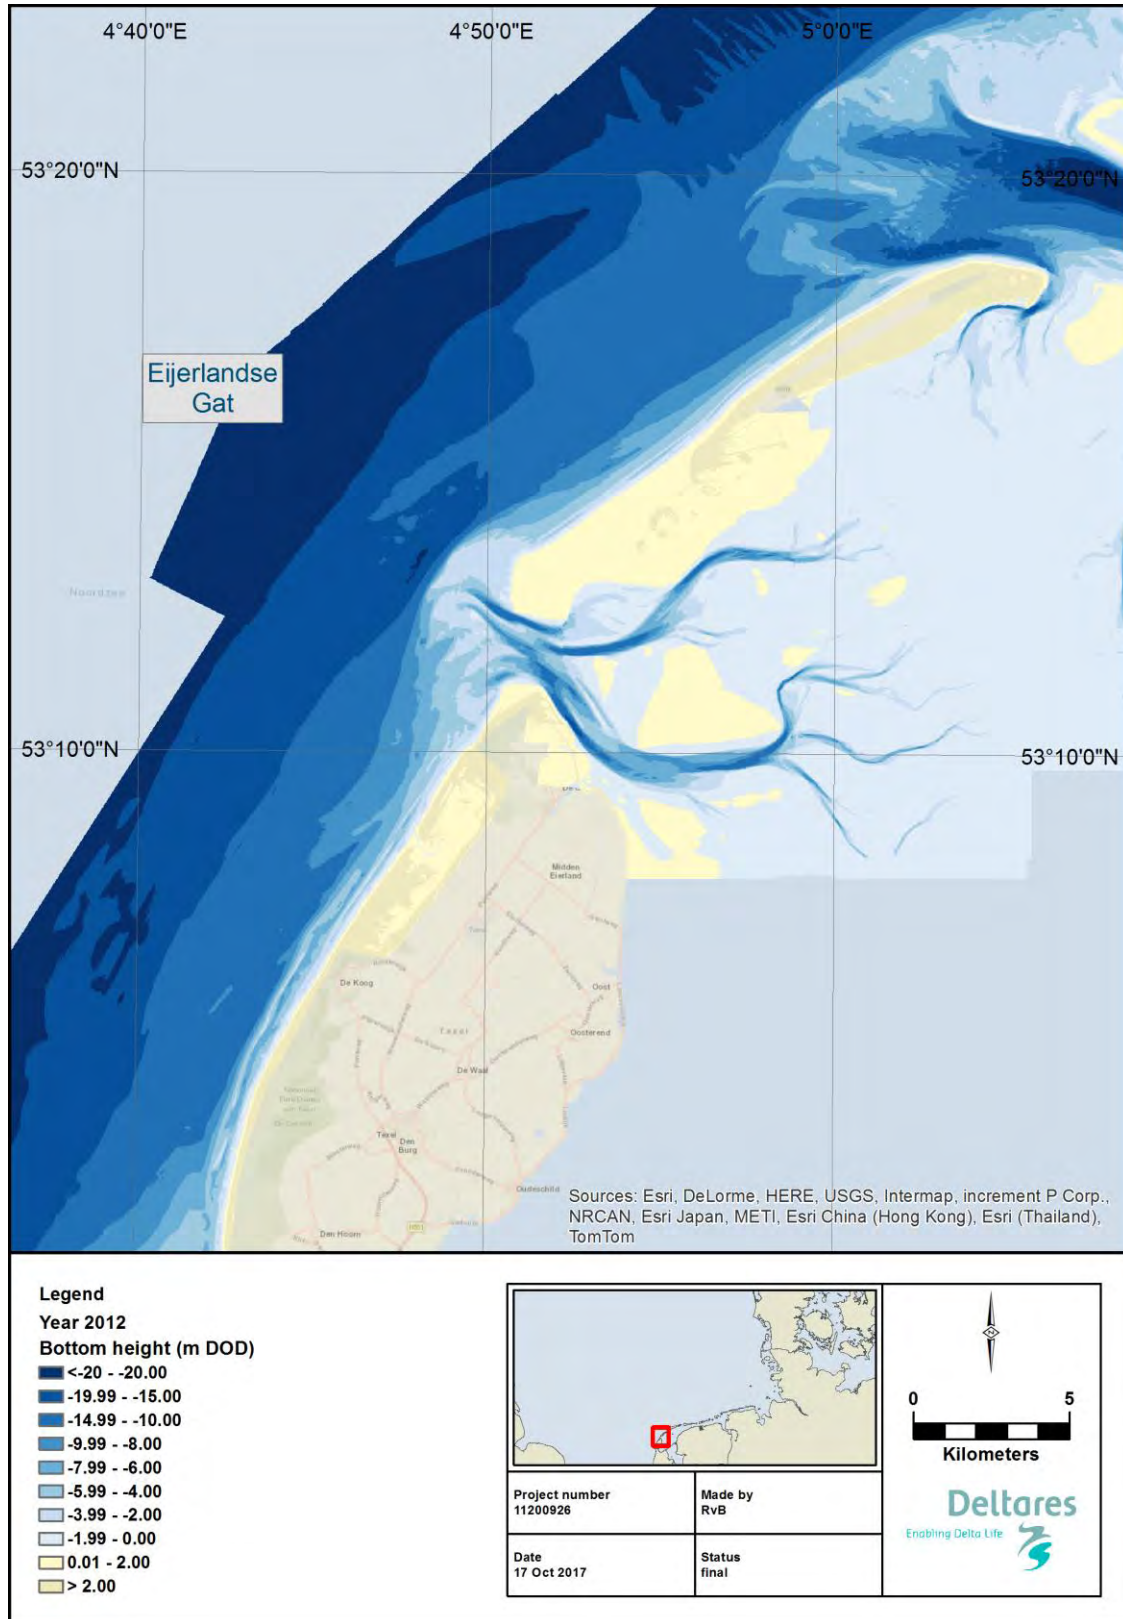 4°40'0"E
4°50'0"E
5°0'0"E
53°20'0"N
53°20'0"N
Eijerlandse
Gat
Noordzee
53°10'0"N
53°10'0"N
Midden
Eierland
De Koog
Oost
Texel
Oosterend
De Waal
Texel
Den
Burg
Oudeschild
N501
Den Hoorn
Sources: Esri, DeLorme, HERE, USGS, Intermap, increment P Corp.,
NRCAN, Esri Japan, METI, Esri China (Hong Kong), Esri (Thailand),
TomTom
Legend
Year 2012
Bottom height (m DOD)
<-20 - -20.00
-19.99 - -15.00
-14.99 - -10.00
-9.99 - -8.00
-7.99 - -6.00
-5.99 - -4.00
-3.99 - -2.00
-1.99 - 0.00
0.01 - 2.00
> 2.00
Project number
11200926
Made by
RvB
Date
17 Oct 2017
Status
final
N
0
5
Kilometers
Deltares
Enabling Delta Life